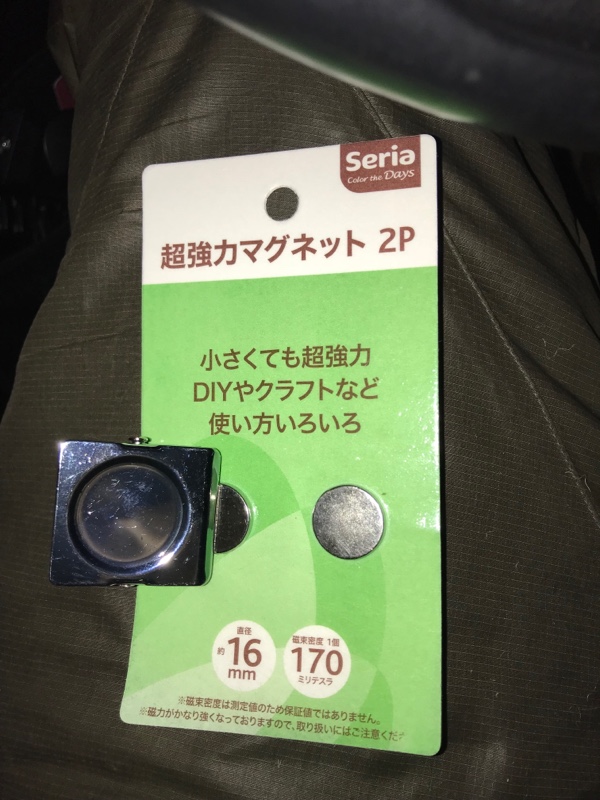 Seria
Color the Days
超強力マグネット 2P
小さくても超強力
DIYやクラフトなど
使い方いろいろ
直径
約16mm
磁束密度 1個
170
ミリテスラ
※磁束密度は測定値のため保証値ではありません。
※磁力がかなり強くなっておりますので、取り扱いにはご注意くださ